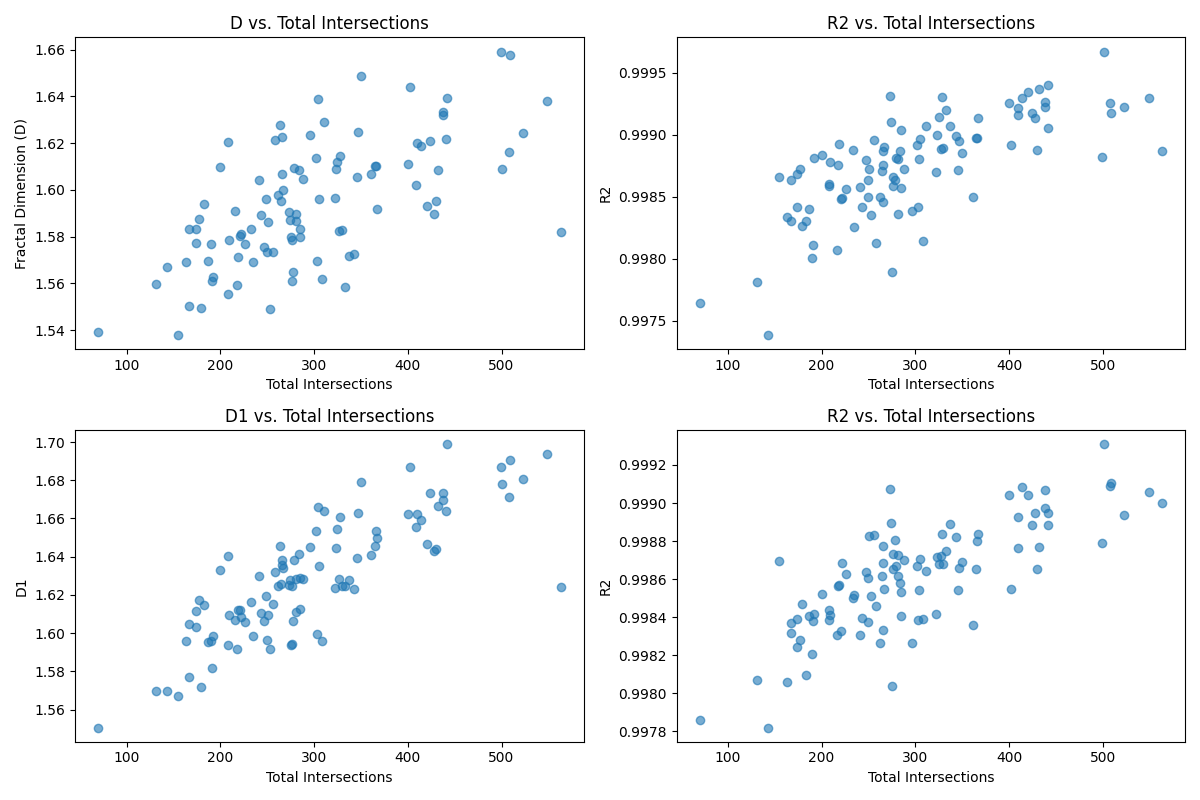 D vs. Total Intersections
1.66
1.64
1.62
1.60
1.58
1.56
1.54
Fractal Dimension (D)
100 200 300 400 500
Total Intersections
R2 vs. Total Intersections
0.9995
0.9990
0.9985
0.9980
0.9975
R2
100 200 300 400 500
Total Intersections
D1 vs. Total Intersections
1.70
1.68
1.66
1.64
1.62
1.60
1.58
1.56
D1
100 200 300 400 500
Total Intersections
R2 vs. Total Intersections
0.9992
0.9990
0.9988
0.9986
0.9984
0.9982
0.9980
0.9978
R2
100 200 300 400 500
Total Intersections